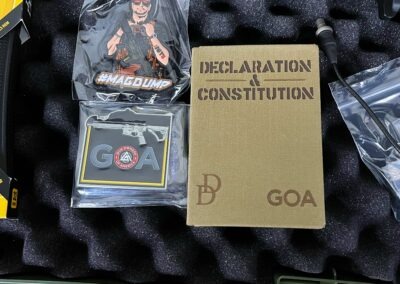 #MAGDUMP
GOA
DECLARATION
&
CONSTITUTION
DD
GOA